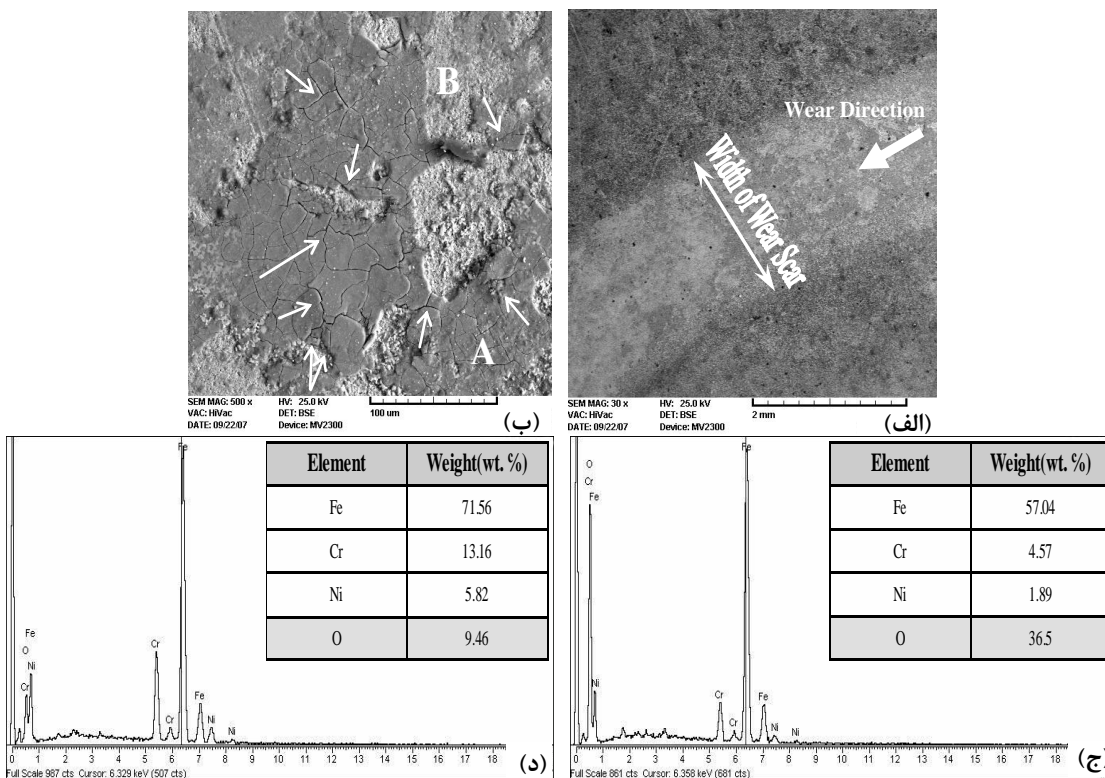 B
A
SEM MAG: 500 x HV: 25.0 kV
VAC: HiVac DET: BSE 100 um
DATE: 09/22/07 Device: MV2300
(ب)
Wear Direction
Width of Wear Scar
SEM MAG: 30 x HV: 25.0 kV
VAC: HiVac DET: BSE 2 mm
DATE: 09/22/07 Device: MV2300
(الف)
Element Weight(wt. %)
Fe 71.56
Cr 13.16
Ni 5.82
O 9.46
Fe
Fe
O
Ni
Cr
Cr
Cr
Fe
Ni
Ni
0 1 2 3 4 5 6 7 8 9 10 11 12 13 14 15 16 17 18
Full Scale 987 cts Cursor: 6.329 keV (507 cts)
(د)
Element Weight(wt. %)
Fe 57.04
Cr 4.57
Ni 1.89
O 36.5
Fe
O
Cr
Fe
Ni
Cr
Cr
Fe
Ni
Ni
0 1 2 3 4 5 6 7 8 9 10 11 12 13 14 15 16 17 18
Full Scale 861 cts Cursor: 6.358 keV (681 cts)
(ج)